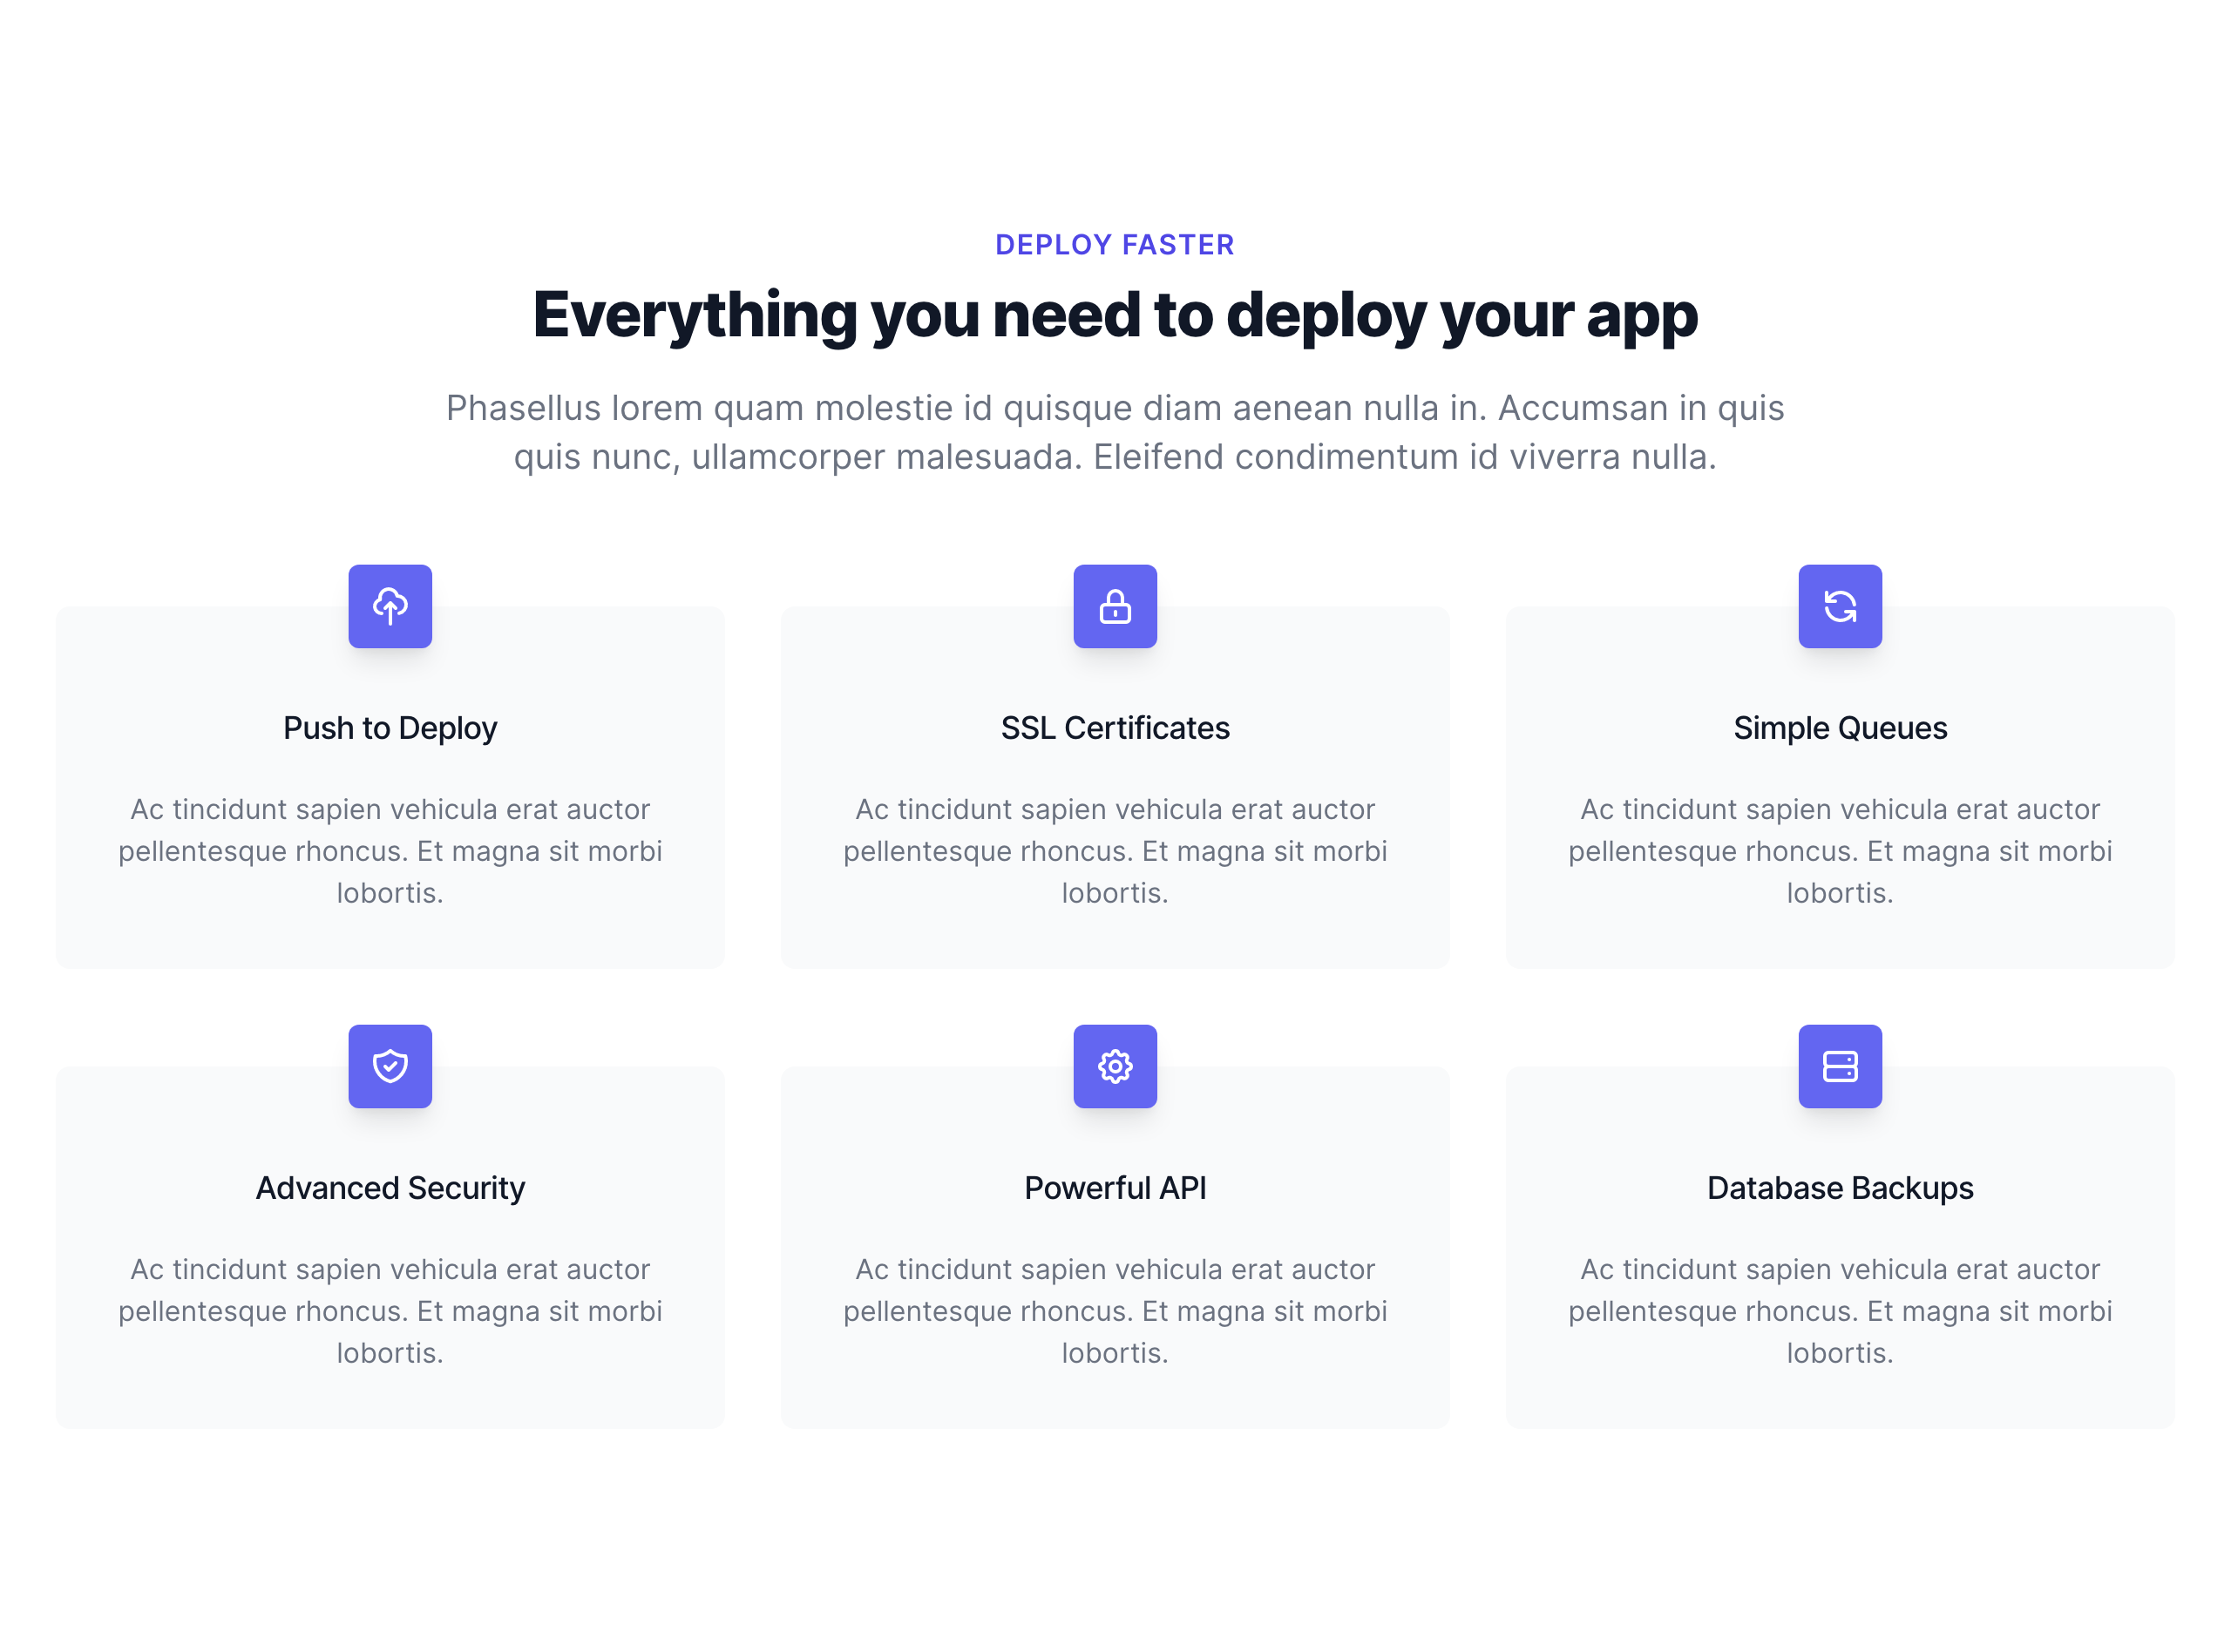 DEPLOY FASTER
Everything you need to deploy your app
Phasellus lorem quam molestie id quisque diam aenean nulla in. Accumsan in quis
quis nunc, ullamcorper malesuada. Eleifend condimentum id viverra nulla.
Push to Deploy
Ac tincidunt sapien vehicula erat auctor
pellentesque rhoncus. Et magna sit morbi
lobortis.
SSL Certificates
Ac tincidunt sapien vehicula erat auctor
pellentesque rhoncus. Et magna sit morbi
lobortis.
Simple Queues
Ac tincidunt sapien vehicula erat auctor
pellentesque rhoncus. Et magna sit morbi
lobortis.
Advanced Security
Ac tincidunt sapien vehicula erat auctor
pellentesque rhoncus. Et magna sit morbi
lobortis.
Powerful API
Ac tincidunt sapien vehicula erat auctor
pellentesque rhoncus. Et magna sit morbi
lobortis.
Database Backups
Ac tincidunt sapien vehicula erat auctor
pellentesque rhoncus. Et magna sit morbi
lobortis.